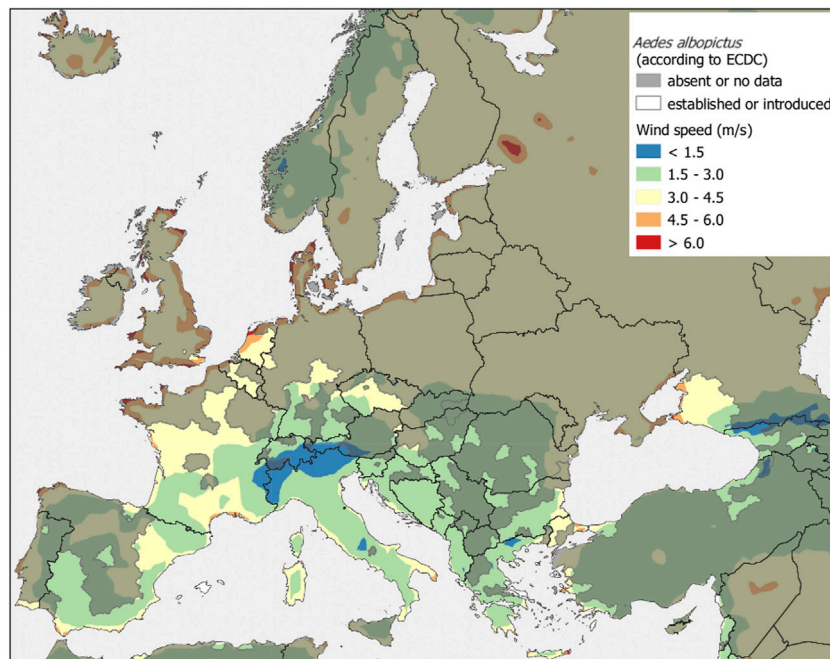 Aedes albopictus
(according to ECDC)
absent or no data
established or introduced
Wind speed (m/s)
< 1.5
1.5 - 3.0
3.0 - 4.5
4.5 - 6.0
> 6.0